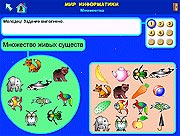 МИР ИНФОРМАТИКИ
Множества
Молодец! Задание выполнено.
Множество живых существ